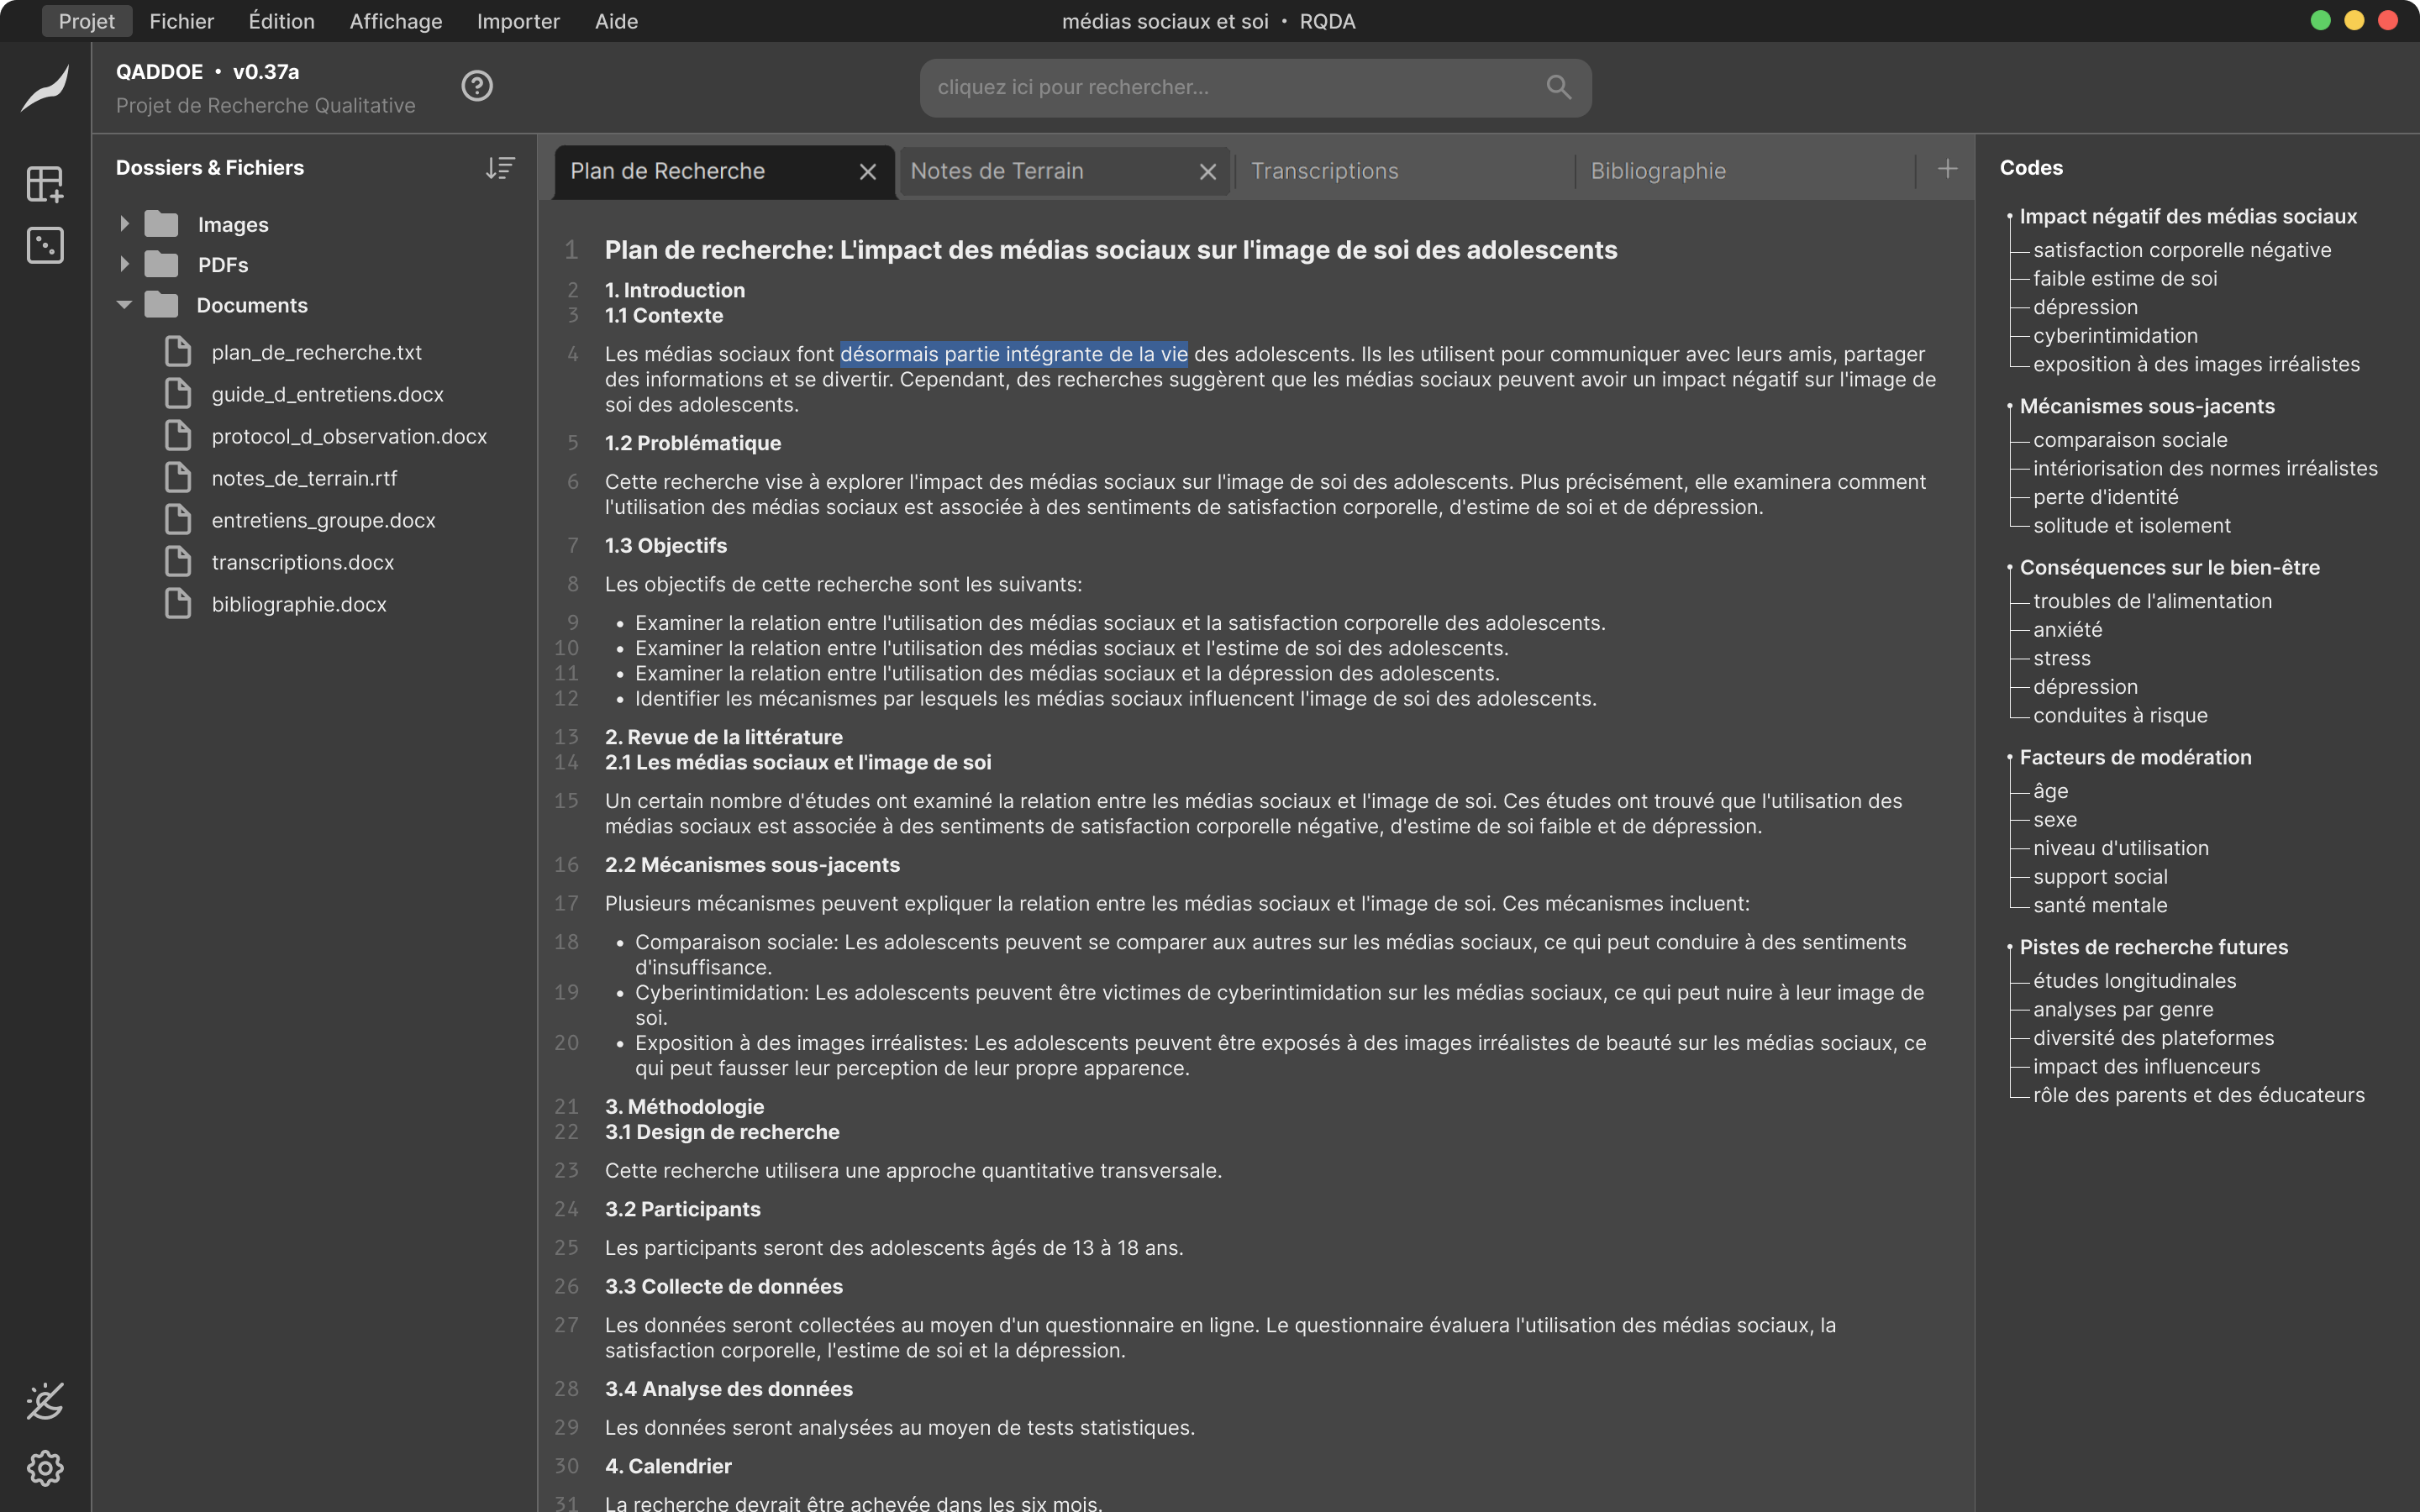 Projet Fichier Édition Affichage Importer Aide
médias sociaux et soi • RQDA
QADDOE • v0.37a
Projet de Recherche Qualitative
cliquez ici pour rechercher...
Dossiers & Fichiers
Images
PDFs
Documents
plan_de_recherche.txt
guide_d_entretiens.docx
protocol_d_observation.docx
notes_de_terrain.rtf
entretiens_groupe.docx
transcriptions.docx
bibliographie.docx
Plan de Recherche
Notes de Terrain
Transcriptions
Bibliographie
1 Plan de recherche: L'impact des médias sociaux sur l'image de soi des adolescents
2 1. Introduction
3 1.1 Contexte
4 Les médias sociaux font désormais partie intégrante de la vie des adolescents. Ils les utilisent pour communiquer avec leurs amis, partager
des informations et se divertir. Cependant, des recherches suggèrent que les médias sociaux peuvent avoir un impact négatif sur l'image de
soi des adolescents.
5 1.2 Problématique
6 Cette recherche vise à explorer l'impact des médias sociaux sur l'image de soi des adolescents. Plus précisément, elle examinera comment
l'utilisation des médias sociaux est associée à des sentiments de satisfaction corporelle, d'estime de soi et de dépression.
7 1.3 Objectifs
8 Les objectifs de cette recherche sont les suivants:
9 • Examiner la relation entre l'utilisation des médias sociaux et la satisfaction corporelle des adolescents.
10 • Examiner la relation entre l'utilisation des médias sociaux et l'estime de soi des adolescents.
11 • Examiner la relation entre l'utilisation des médias sociaux et la dépression des adolescents.
12 • Identifier les mécanismes par lesquels les médias sociaux influencent l'image de soi des adolescents.
13 2. Revue de la littérature
14 2.1 Les médias sociaux et l'image de soi
15 Un certain nombre d'études ont examiné la relation entre les médias sociaux et l'image de soi. Ces études ont trouvé que l'utilisation des
médias sociaux est associée à des sentiments de satisfaction corporelle négative, d'estime de soi faible et de dépression.
16 2.2 Mécanismes sous-jacents
17 Plusieurs mécanismes peuvent expliquer la relation entre les médias sociaux et l'image de soi. Ces mécanismes incluent:
18 • Comparaison sociale: Les adolescents peuvent se comparer aux autres sur les médias sociaux, ce qui peut conduire à des sentiments
d'insuffisance.
19 • Cyberintimidation: Les adolescents peuvent être victimes de cyberintimidation sur les médias sociaux, ce qui peut nuire à leur image de
soi.
20 • Exposition à des images irréalistes: Les adolescents peuvent être exposés à des images irréalistes de beauté sur les médias sociaux, ce
qui peut fausser leur perception de leur propre apparence.
21 3. Méthodologie
22 3.1 Design de recherche
23 Cette recherche utilisera une approche quantitative transversale.
24 3.2 Participants
25 Les participants seront des adolescents âgés de 13 à 18 ans.
26 3.3 Collecte de données
27 Les données seront collectées au moyen d'un questionnaire en ligne. Le questionnaire évaluera l'utilisation des médias sociaux, la
satisfaction corporelle, l'estime de soi et la dépression.
28 3.4 Analyse des données
29 Les données seront analysées au moyen de tests statistiques.
30 4. Calendrier
31 La recherche devrait être achevée dans les six mois.
Codes
• Impact négatif des médias sociaux
satisfaction corporelle négative
faible estime de soi
dépression
cyberintimidation
exposition à des images irréalistes
• Mécanismes sous-jacents
comparaison sociale
intériorisation des normes irréalistes
perte d'identité
solitude et isolement
• Conséquences sur le bien-être
troubles de l'alimentation
anxiété
stress
dépression
conduites à risque
• Facteurs de modération
âge
sexe
niveau d'utilisation
support social
santé mentale
• Pistes de recherche futures
études longitudinales
analyses par genre
diversité des plateformes
impact des influenceurs
rôle des parents et des éducateurs